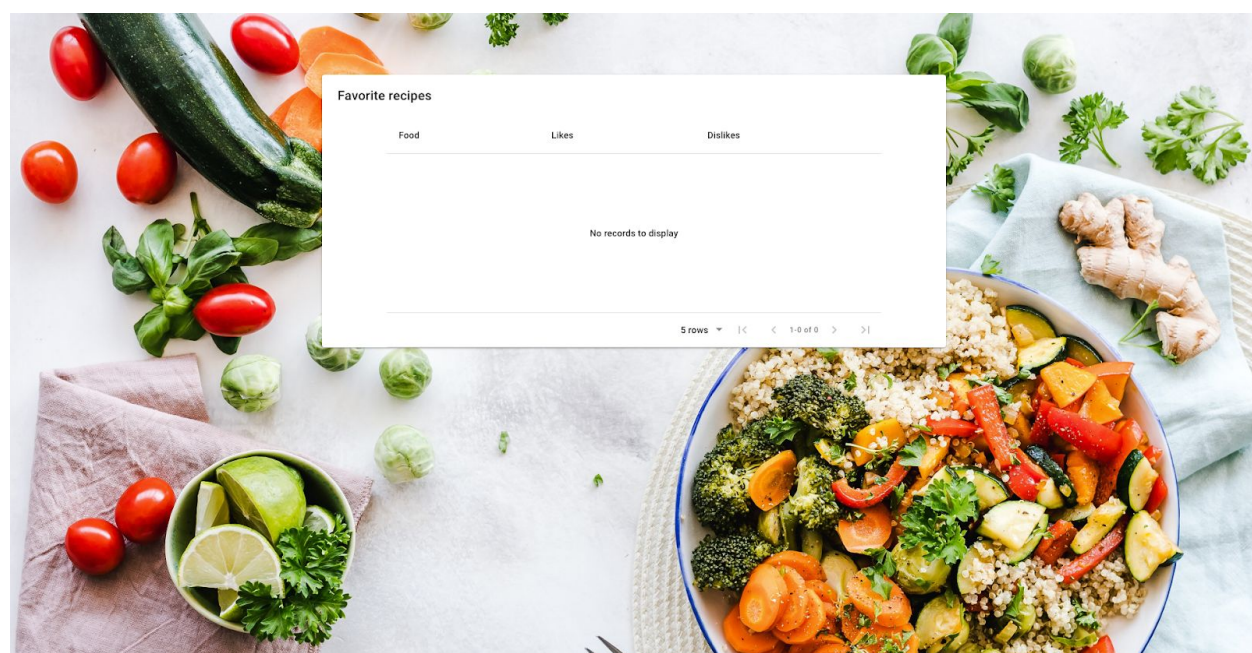 Favorite recipes
Food Likes Dislikes
No records to display
5 rows 1-0 of 0